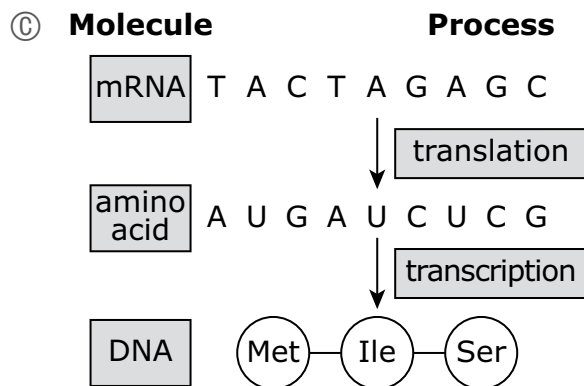 Ⓒ Molecule Process
mRNA T A C T A G A G C
translation
amino acid A U G A U C U C G
transcription
DNA Met Ile Ser